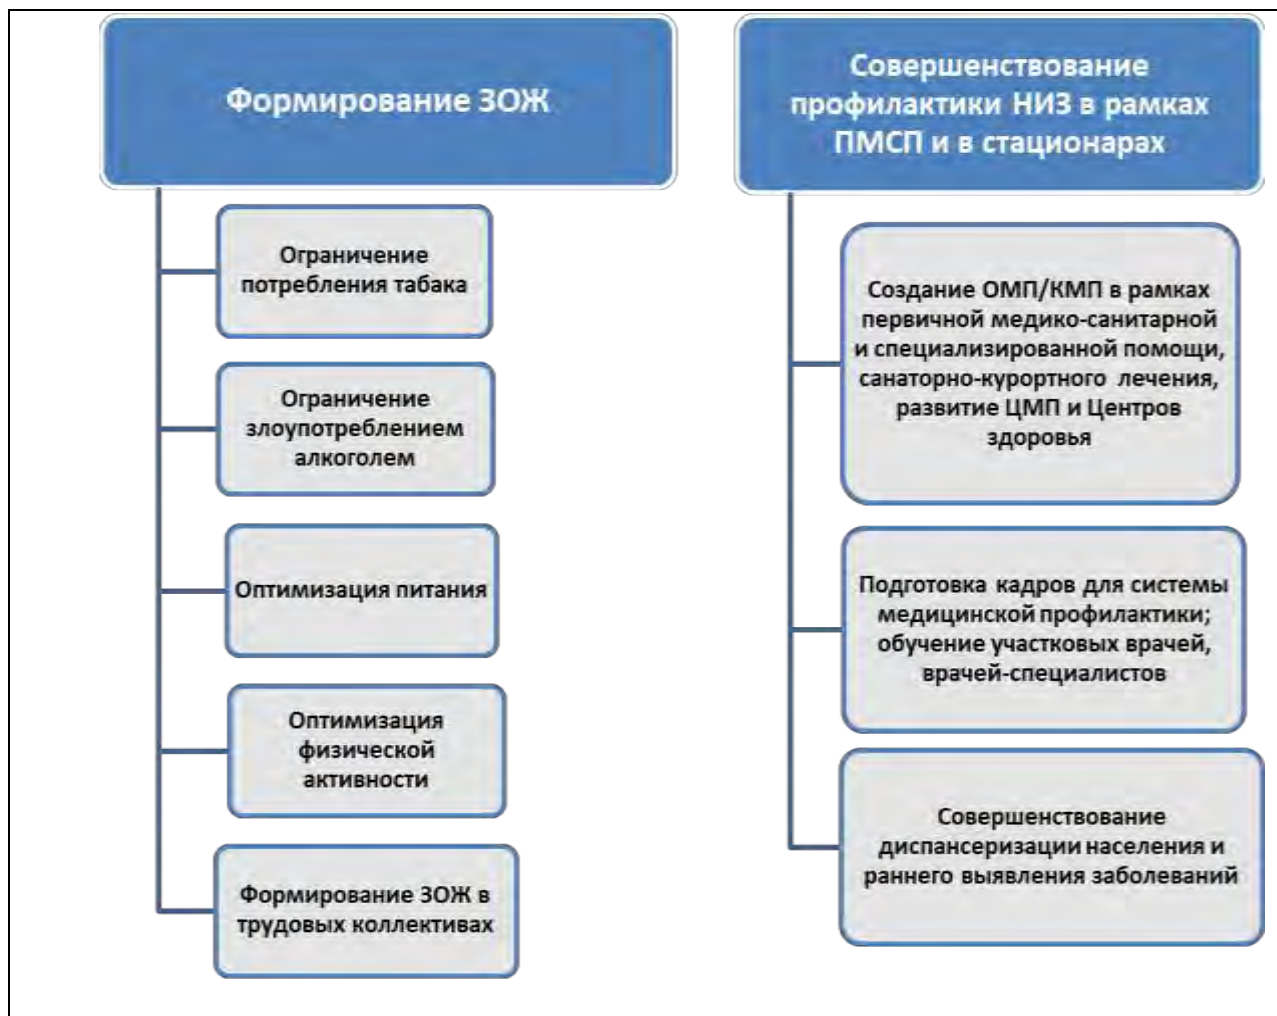 Формирование ЗОЖ
Ограничение
потребления табака
Ограничение
злоупотреблением
алкоголем
Оптимизация питания
Оптимизация
физической
активности
Формирование ЗОЖ в
трудовых коллективах
Совершенствование
профилактики НИЗ в рамках
ПМСП и в стационарах
Создание ОМП/КМП в рамках
первичной медико-санитарной
и специализированной помощи,
санаторно-курортного лечения,
развитие ЦМП и Центров
здоровья
Подготовка кадров для системы
медицинской профилактики;
обучение участковых врачей,
врачей-специалистов
Совершенствование
диспансеризации населения и
раннего выявления заболеваний